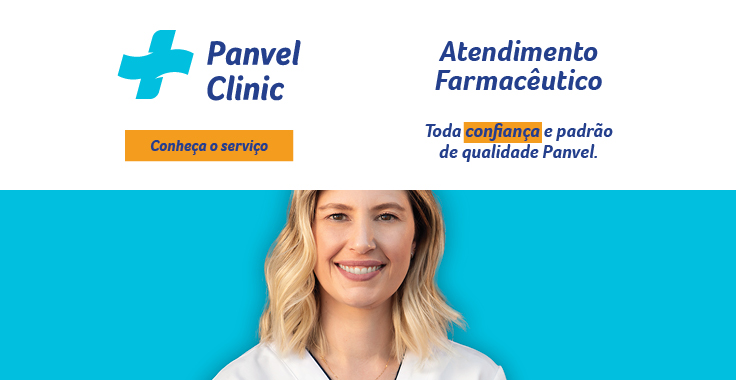 Panvel
Clinic
Conheça o serviço
Atendimento
Farmacêutico
Toda confiança e padrão
de qualidade Panvel.